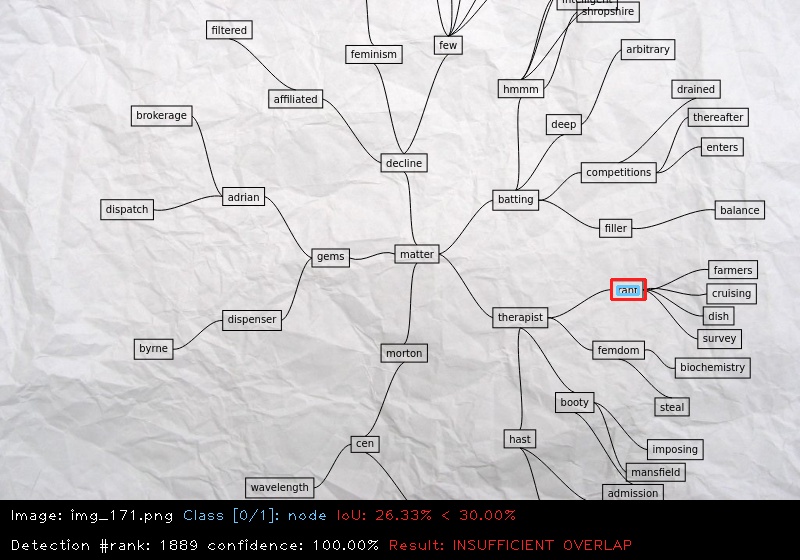 intelligent
shropshire
filtered
few
feminism
arbitrary
hmmm
drained
affiliated
brokerage
thereafter
deep
enters
decline
competitions
adrian
batting
dispatch
balance
filler
matter
gems
farmers
cruising
dish
therapist
dispenser
survey
byrne
femdom
morton
biochemistry
booty
steal
hast
cen
imposing
mansfield
wavelength
admission
Image: img_171.png Class [0/1]: node IoU: 26.33% < 30.00%
Detection #rank: 1889 confidence: 100.00% Result: INSUFFICIENT OVERLAP